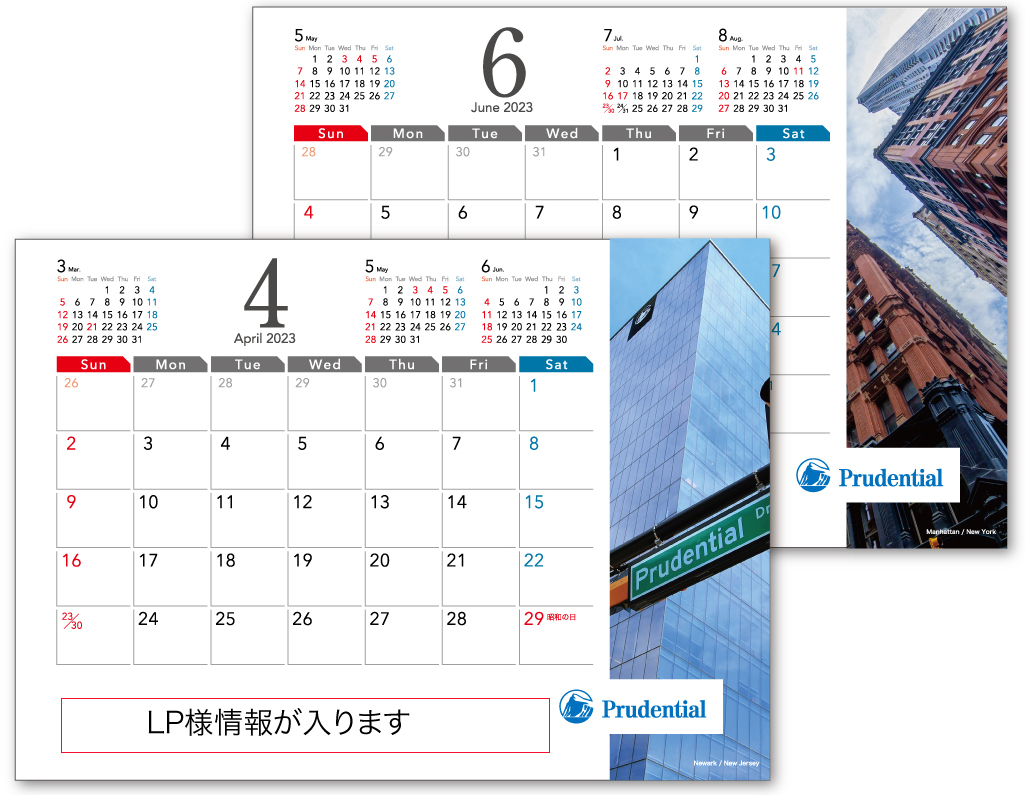 5 May
Sun Mon Tue Wed Thu Fri Sat
1 2 3 4 5 6
7 8 9 10 11 12 13
14 15 16 17 18 19 20
21 22 23 24 25 26 27
28 29 30 31
6
June 2023
7 Jul.
Sun Mon Tue Wed Thu Fri Sat
1
2 3 4 5 6 7 8
9 10 11 12 13 14 15
16 17 18 19 20 21 22
23/30 24/31 25 26 27 28 29
8 Aug.
Sun Mon Tue Wed Thu Fri Sat
1 2 3 4 5
6 7 8 9 10 11 12
13 14 15 16 17 18 19
20 21 22 23 24 25 26
27 28 29 30 31
Sun Mon Tue Wed Thu Fri Sat
28 29 30 31 1 2 3
4 5 6 7 8 9 10
7
4
Prudential
Manhattan / New York
3 Mar.
Sun Mon Tue Wed Thu Fri Sat
1 2 3 4
5 6 7 8 9 10 11
12 13 14 15 16 17 18
19 20 21 22 23 24 25
26 27 28 29 30 31
4
April 2023
5 May
Sun Mon Tue Wed Thu Fri Sat
1 2 3 4 5 6
7 8 9 10 11 12 13
14 15 16 17 18 19 20
21 22 23 24 25 26 27
28 29 30 31
6 Jun.
Sun Mon Tue Wed Thu Fri Sat
1 2 3
4 5 6 7 8 9 10
11 12 13 14 15 16 17
18 19 20 21 22 23 24
25 26 27 28 29 30
Sun Mon Tue Wed Thu Fri Sat
26 27 28 29 30 31 1
2 3 4 5 6 7 8
9 10 11 12 13 14 15
16 17 18 19 20 21 22
23/30 24 25 26 27 28 29 昭和の日
Prudential Dr
LP様情報が入ります
Prudential
Newark / New Jersey